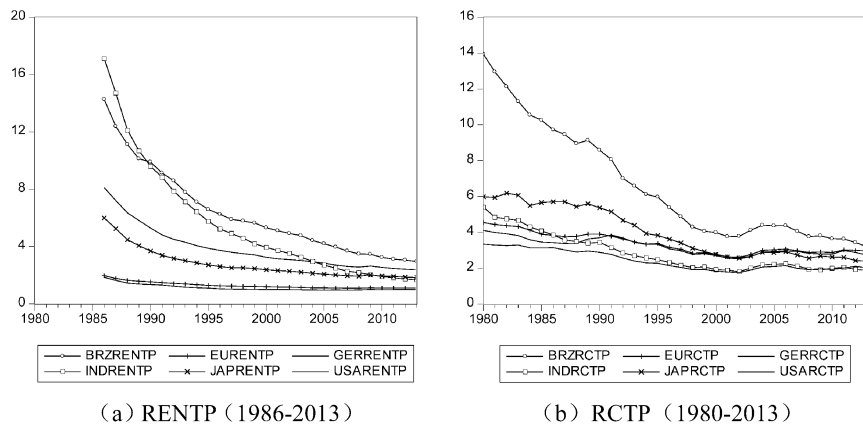 20
16
12
8
4
0
1980 1985 1990 1995 2000 2005 2010
BRZRENTP EURENTP GERRENTP
INDRENTP JAPRENTP USARENTP
(a) RENTP (1986-2013)
16
14
12
10
8
6
4
2
0
1980 1985 1990 1995 2000 2005 2010
BRZRCTP EURCTP GERRCTP
INDRCTP JAPRCTP USARCTP
(b) RCTP (1980-2013)